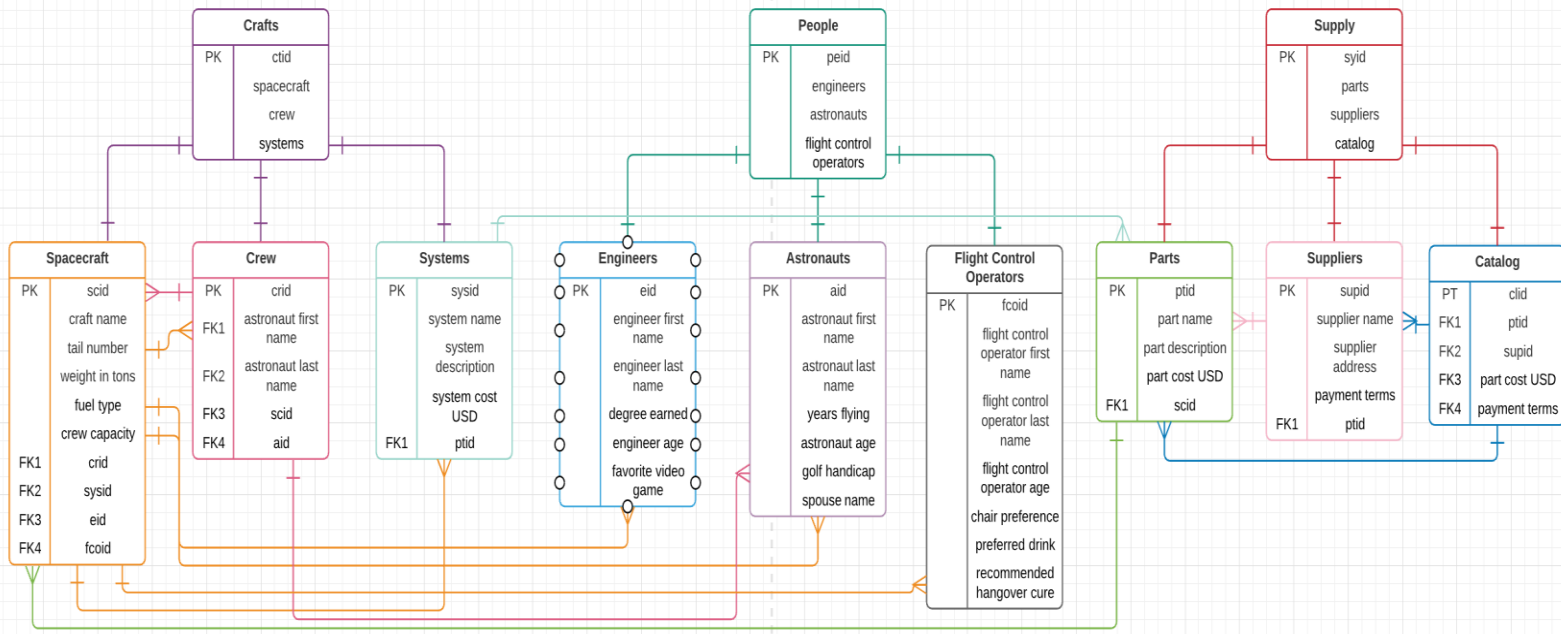 Crafts
PK ctid
spacecraft
crew
systems
People
PK peid
engineers
astronauts
flight control
operators
Supply
PK syid
parts
suppliers
catalog
Spacecraft
PK scid
craft name
tail number
weight in tons
fuel type
crew capacity
FK1 crid
FK2 sysid
FK3 eid
FK4 fcoid
Crew
PK crid
FK1 astronaut first
name
FK2 astronaut last
name
FK3 scid
FK4 aid
Systems
PK sysid
system name
system
description
system cost
USD
FK1 ptid
Engineers
PK eid
engineer first
name
engineer last
name
degree earned
engineer age
favorite video
game
Astronauts
PK aid
astronaut first
name
astronaut last
name
years flying
astronaut age
golf handicap
spouse name
Flight Control
Operators
PK fcoid
flight control
operator first
name
flight control
operator last
name
flight control
operator age
chair preference
preferred drink
recommended
hangover cure
Parts
PK ptid
part name
part description
part cost USD
FK1 scid
Suppliers
PK supid
supplier name
supplier
address
payment terms
FK1 ptid
Catalog
PT clid
FK1 ptid
FK2 supid
FK3 part cost USD
FK4 payment terms